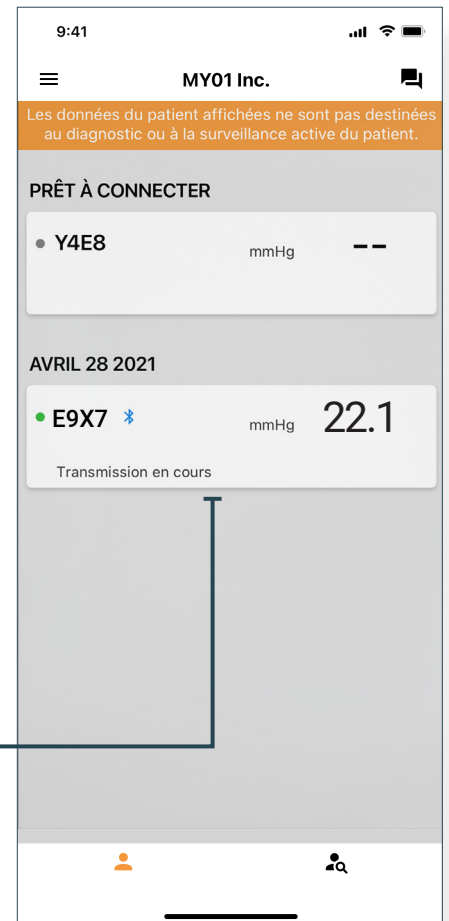 9:41
MY01 Inc.
Les données du patient affichées ne sont pas destinées
au diagnostic ou à la surveillance active du patient.
PRÊT À CONNECTER
Y4E8 mmHg --
AVRIL 28 2021
E9X7 mmHg 22.1
Transmission en cours